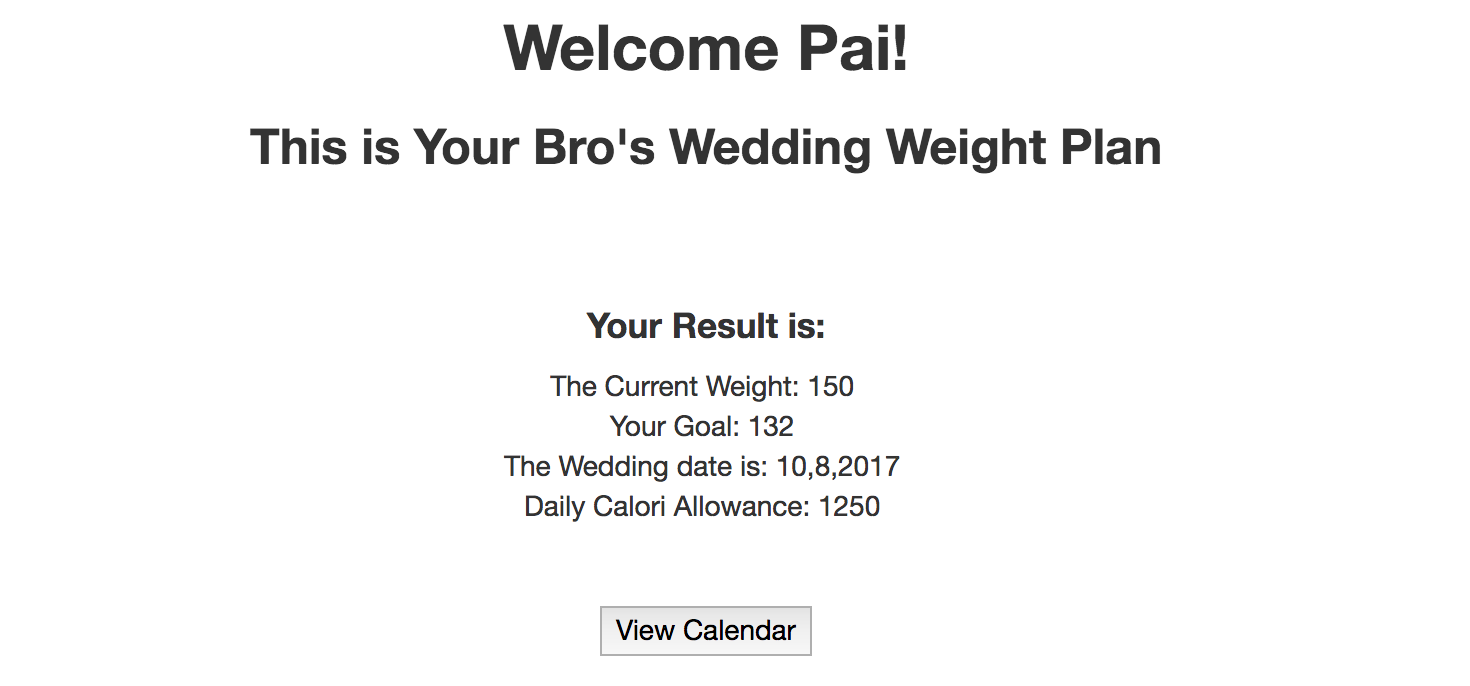 Welcome Pai!
This is Your Bro's Wedding Weight Plan
Your Result is:
The Current Weight: 150
Your Goal: 132
The Wedding date is: 10,8,2017
Daily Calori Allowance: 1250
View Calendar